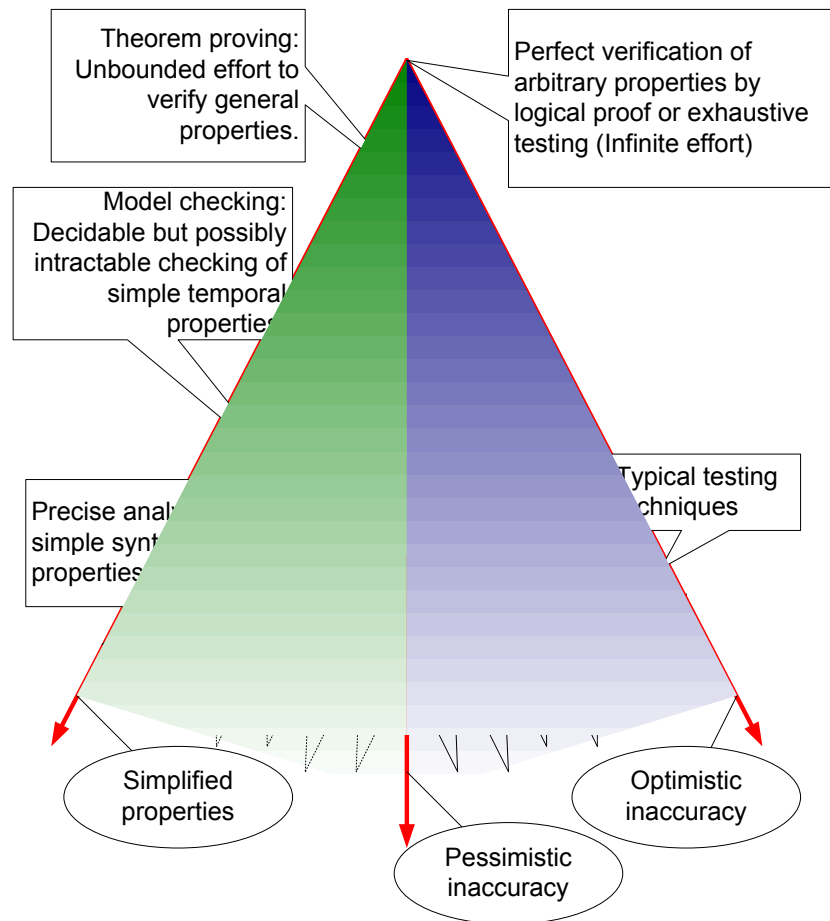 Theorem proving:
Unbounded effort to
verify general
properties.
Perfect verification of
arbitrary properties by
logical proof or exhaustive
testing (Infinite effort)
Model checking:
Decidable but possibly
intractable checking of
simple temporal
properties
Typical testing
Precise
simple
properties
Simplified
properties
Optimistic
inaccuracy
Pessimistic
inaccuracy